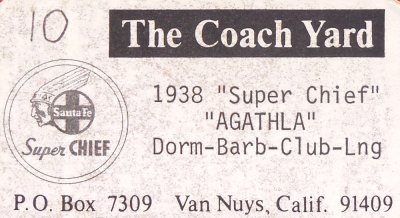 10
The Coach Yard
1938 "Super Chief"
"AGATHLA"
Dorm-Barb-Club-Lng
Santa Fe
Super CHIEF
P.O. Box 7309 Van Nuys, Calif. 91409